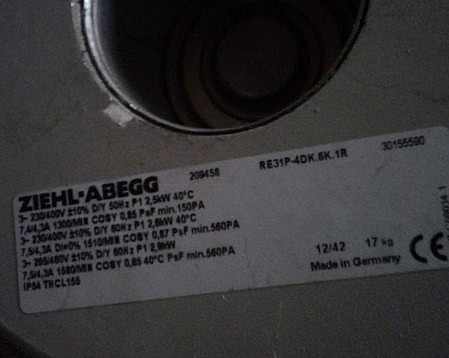 ZIEHL-ABEGG 209458 RE31P-4DK.6K.1R 30155590
3~ 230/400V ±10% D/Y 50Hz P1 2,5kW 40°C
7,4/4,3A 1300/MIN COSY 0,85 PsF min.150PA
3~ 230/400V ±10% D/Y 60Hz P1 2,6kW 40°C
7,5/4,3A DI=0% 1510/MIN COSY 0,87 PsF min.560PA
3~ 265/460V ±10% D/Y 60Hz P1 2,9kW
7,5/4,3A 1580/MIN COSY 0,85 40°C PsF min.560PA
IP54 THCL155
12/42 17 kg
Made in Germany CE